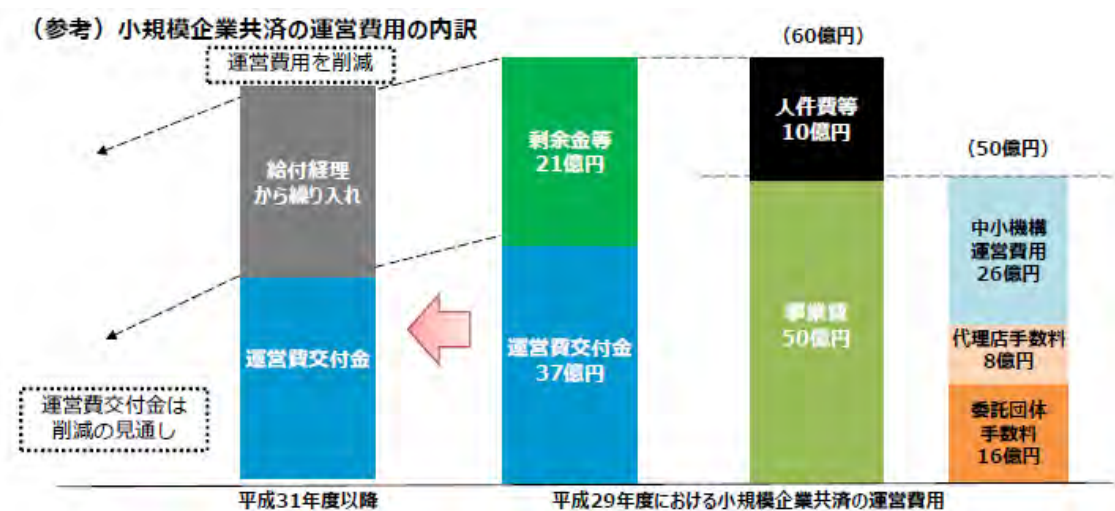 （参考）小規模企業共済の運営費用の内訳
運営費用を削減
給付経理
から繰り入れ
運営費交付金
運営費交付金は
削減の見通し
平成31年度以降
剰余金等
21億円
運営費交付金
37億円
（60億円）
人件費等
10億円
事業費
50億円
（50億円）
中小機構
運営費用
26億円
代理店手数料
8億円
委託団体
手数料
16億円
平成29年度における小規模企業共済の運営費用